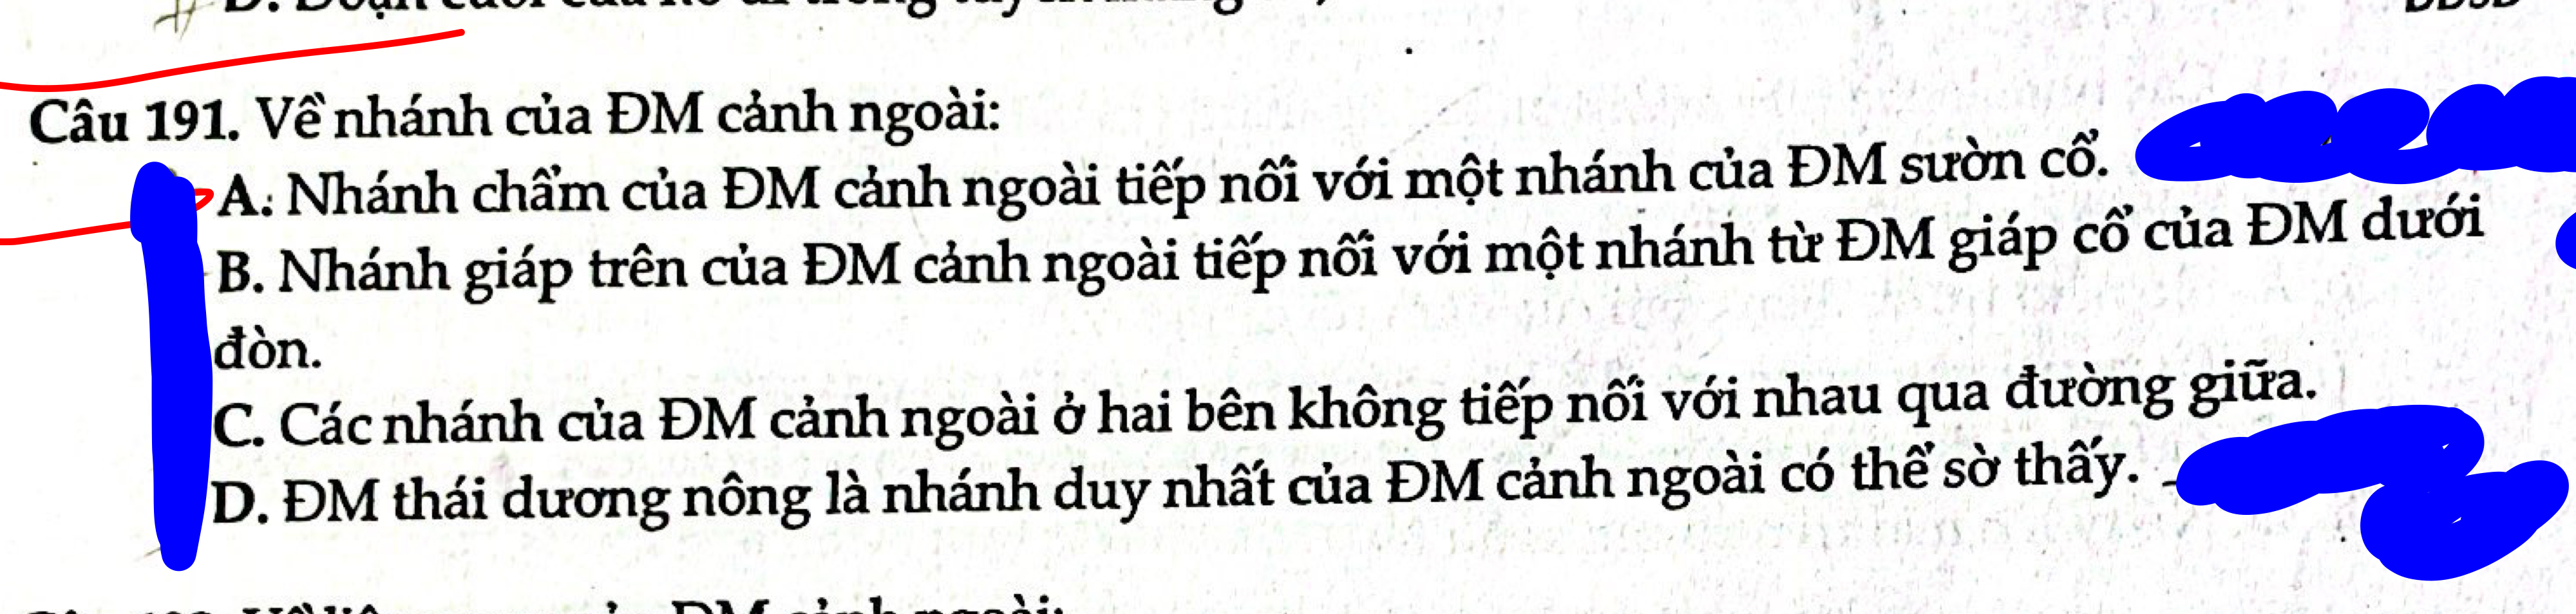 Câu 191. Về nhánh của ĐM cảnh ngoài:
A. Nhánh chẩm của ĐM cảnh ngoài tiếp nối với một nhánh của ĐM sườn cổ.
B. Nhánh giáp trên của ĐM cảnh ngoài tiếp nối với một nhánh từ ĐM giáp cổ của ĐM dưới
đòn.
C. Các nhánh của ĐM cảnh ngoài ở hai bên không tiếp nối với nhau qua đường giữa.
D. ĐM thái dương nông là nhánh duy nhất của ĐM cảnh ngoài có thể sờ thấy.